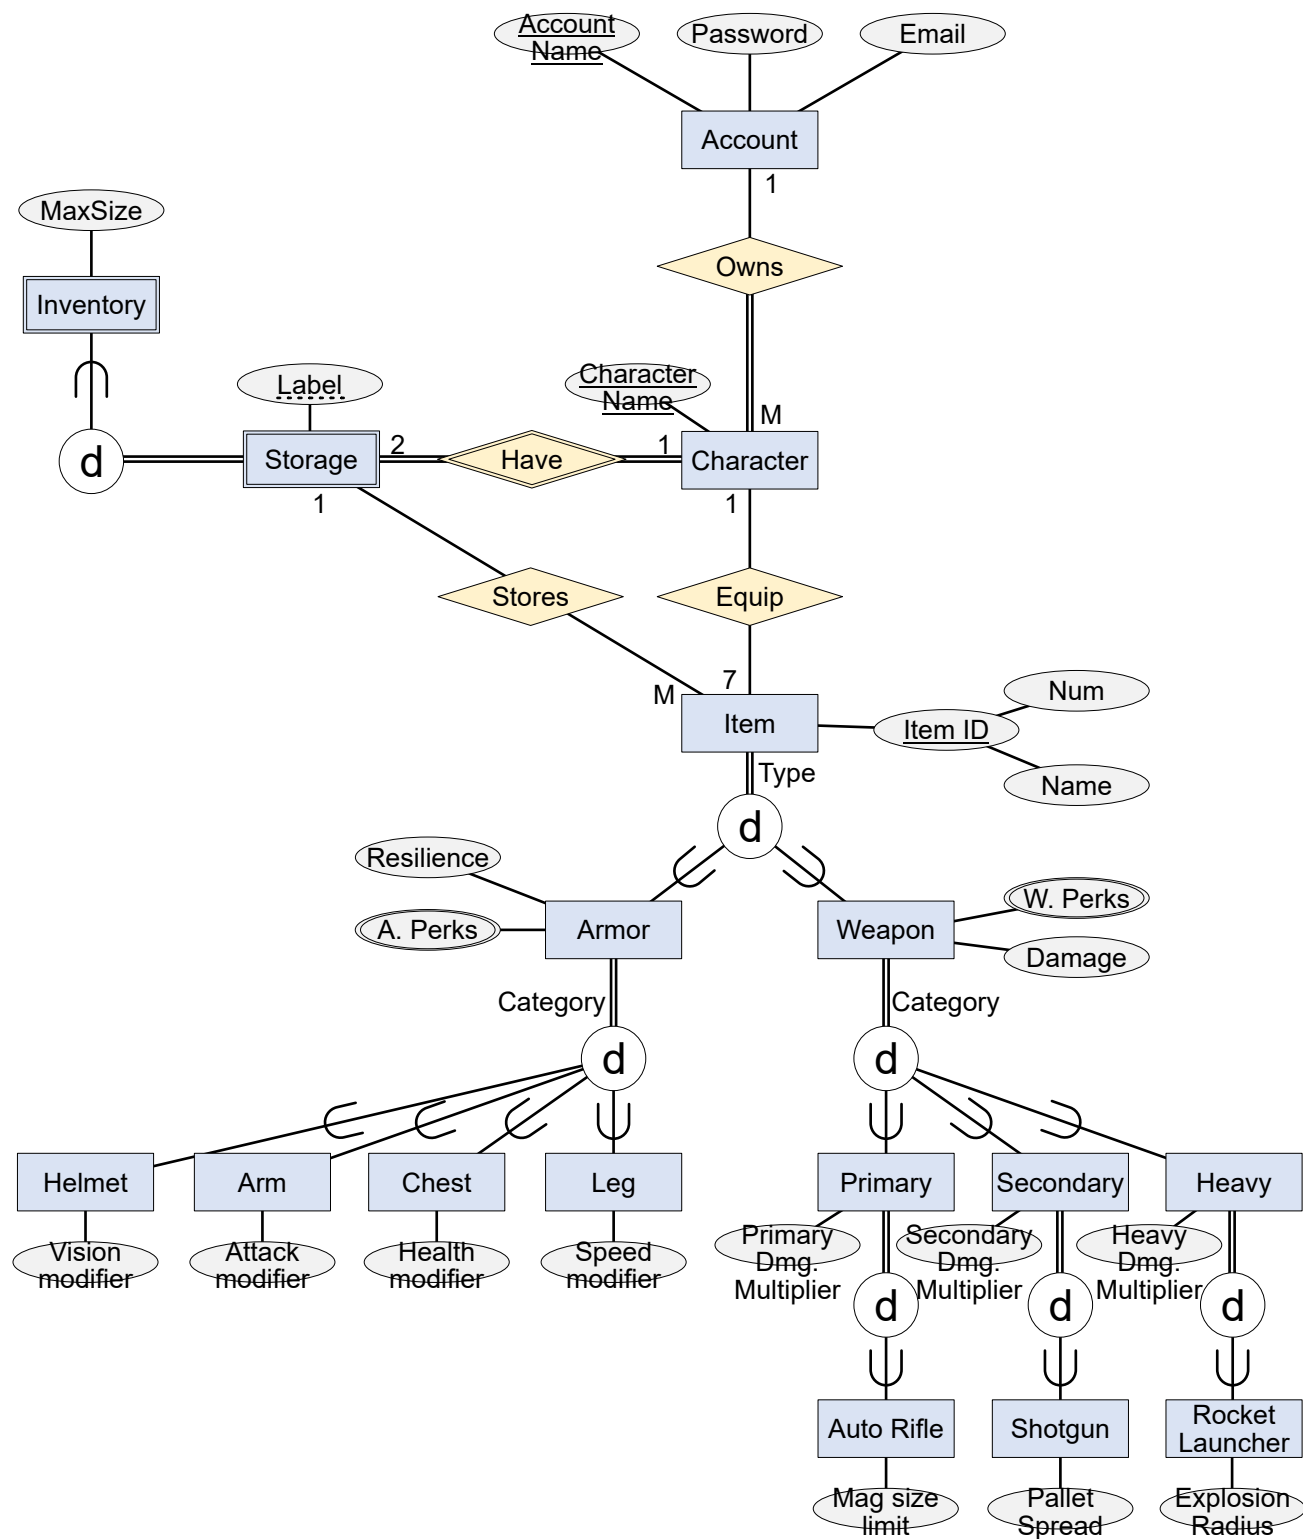 Account
Name
Password
Email
Account
1
MaxSize
Owns
Inventory
Label
Character
Name
M
d
Storage
2
Have
1
Character
1
1
Stores
Equip
M
7
Item
Item ID
Num
Name
Type
d
Resilience
A. Perks
Armor
Weapon
W. Perks
Damage
Category
Category
d
d
Helmet
Arm
Chest
Leg
Primary
Secondary
Heavy
Vision
modifier
Attack
modifier
Health
modifier
Speed
modifier
Primary
Dmg.
Multiplier
Secondary
Dmg.
Multiplier
Heavy
Dmg.
Multiplier
d
d
d
Auto Rifle
Shotgun
Rocket
Launcher
Mag size
limit
Pallet
Spread
Explosion
Radius